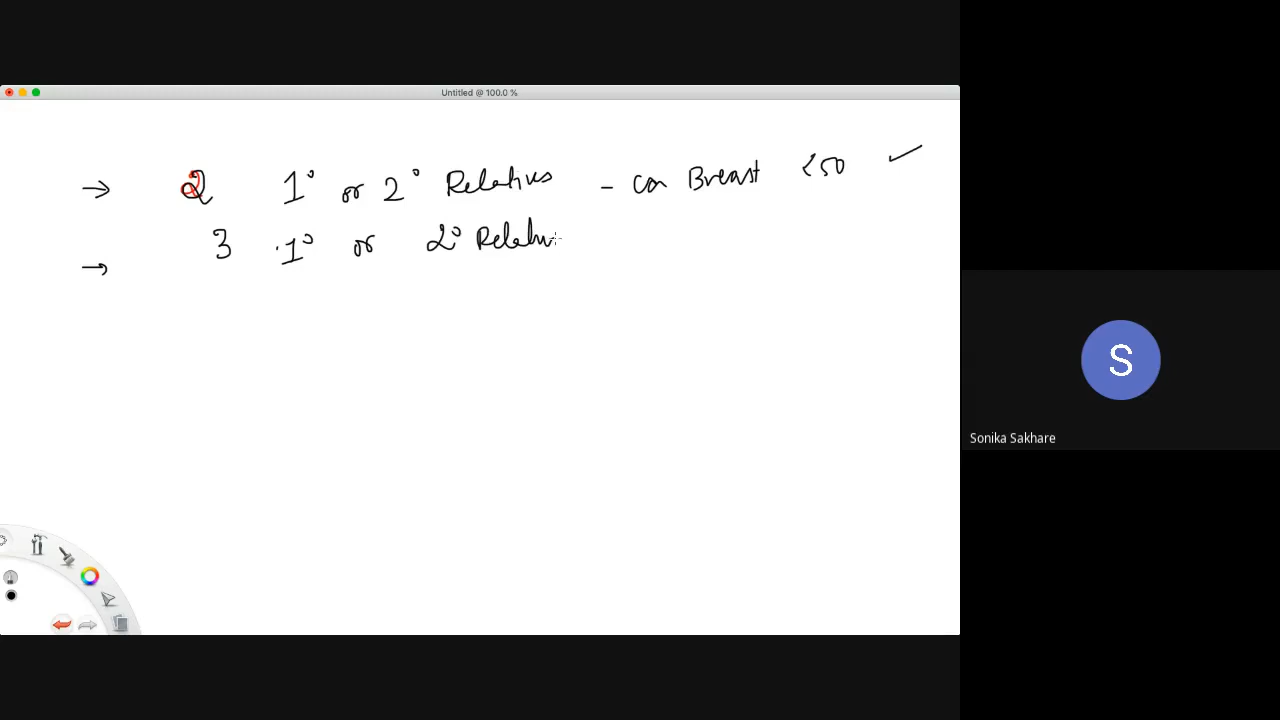 Untitled @ 100.0 %
→ 2 1° or 2° Relatives - Ca Breast <50 ✓
→ 3 1° or 2° Relativ
S
Sonika Sakhare